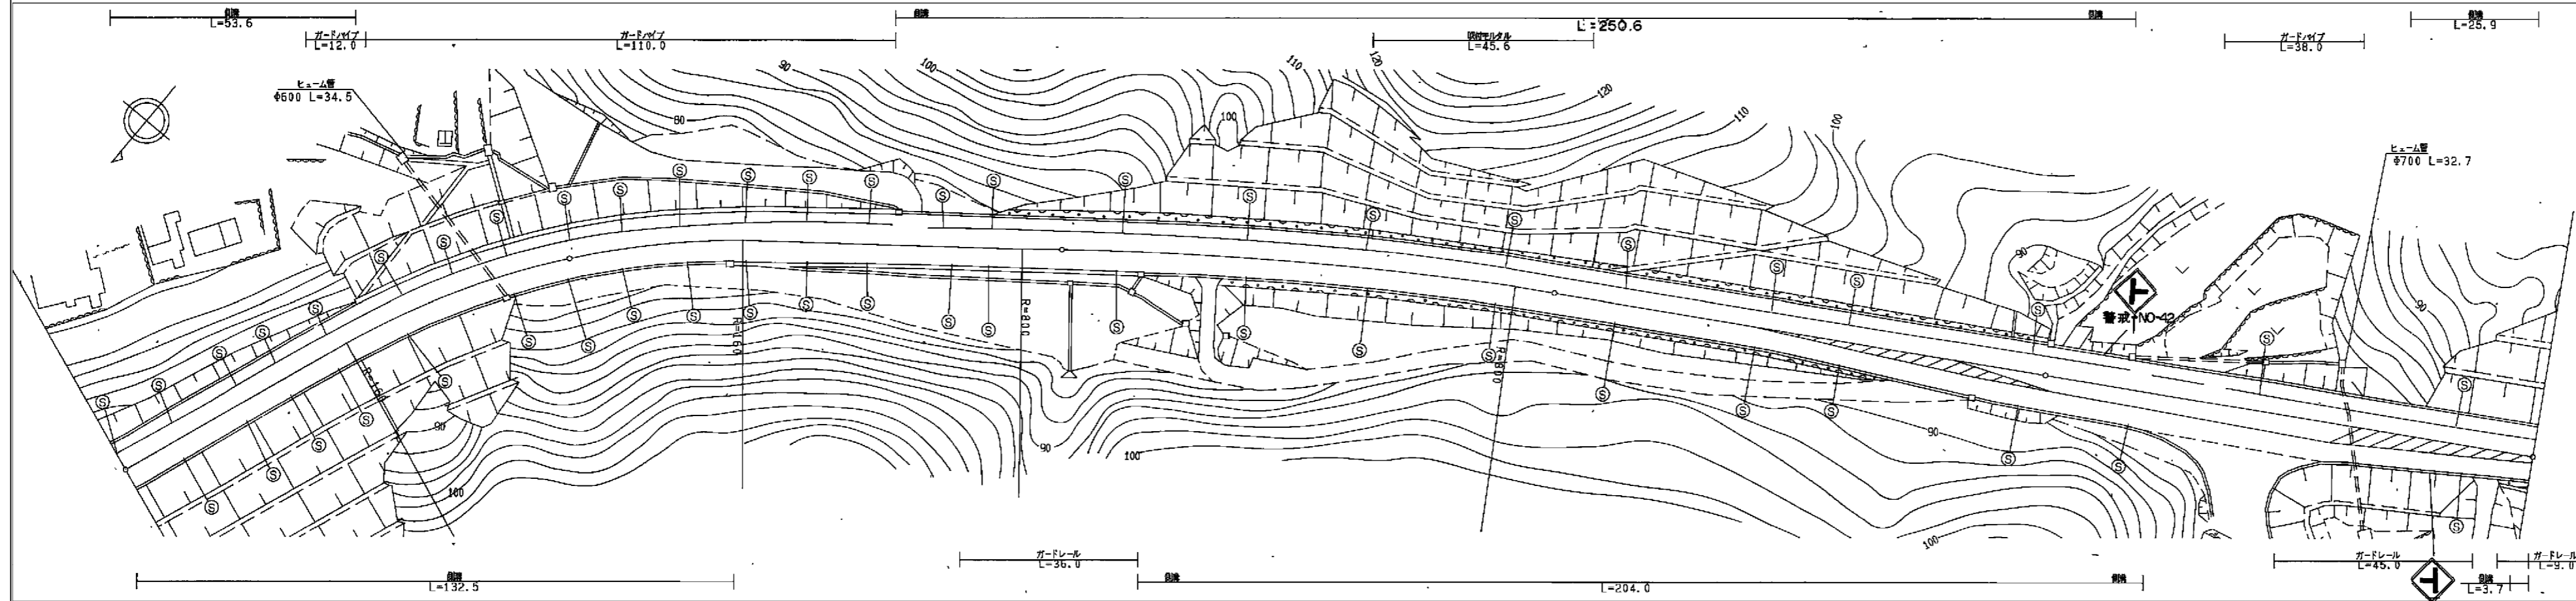 側溝
L=53.6
側溝
側溝
L=250.6
側溝
L=25.9
ガードパイプ
L=12.0
ガードパイプ
L=110.0
吹付モルタル
L=45.6
ガードパイプ
L=38.0
ヒューム管
Φ600 L=34.5
90
100
110
120
120
110
100
100
80
ヒューム管
Φ700 L=32.7
90
90
警戒-NO-42
R=160
R=800
R=800
90
100
90
100
90
100
ガードレール
L=36.0
ガードレール
L=45.0
ガードレール
L=9.0
側溝
L=132.5
側溝
側溝
L=204.0
側溝
L=3.7